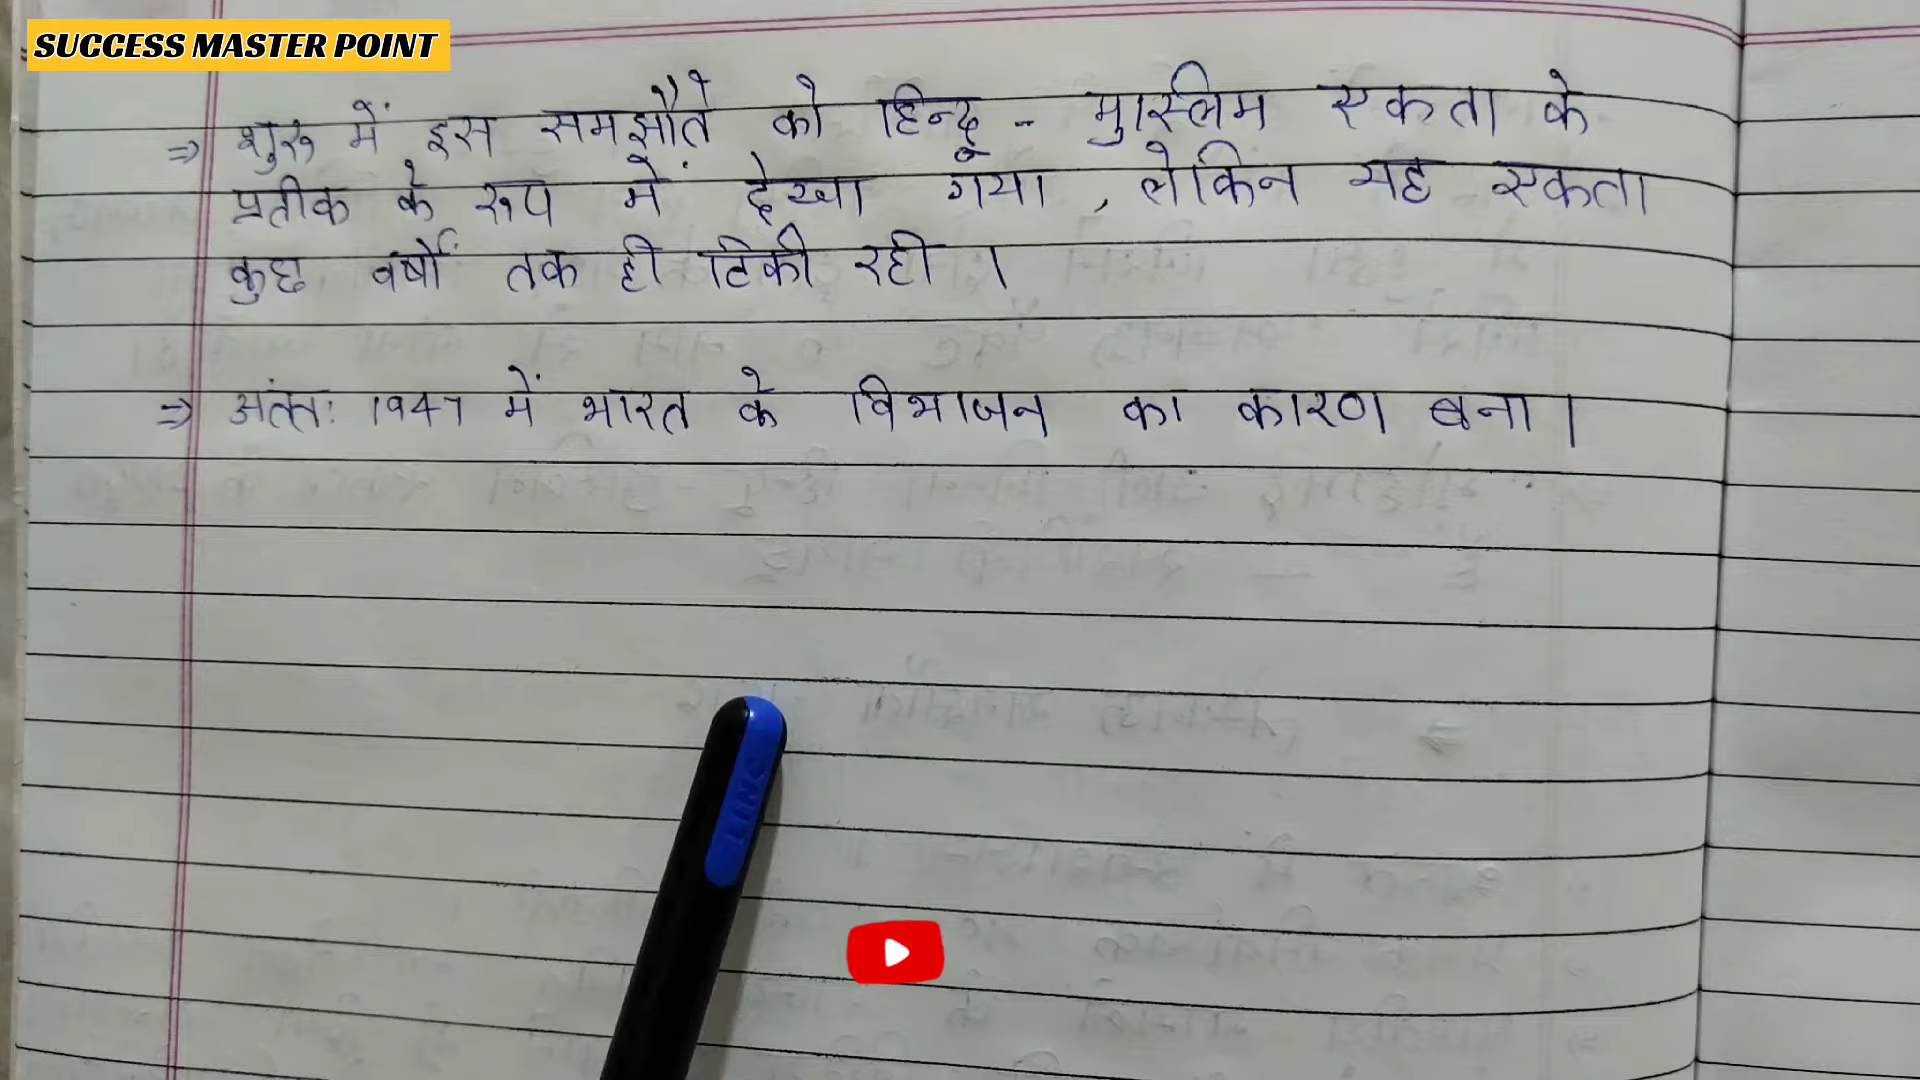 SUCCESS MASTER POINT
⇒ शुरू में इस समझौते को हिन्दू - मुस्लिम एकता के
प्रतीक के रूप में देखा गया , लेकिन यह एकता
कुछ वर्षों तक ही टिकी रही ।
⇒ अंततः 1947 में भारत के विभाजन का कारण बना ।
LINC